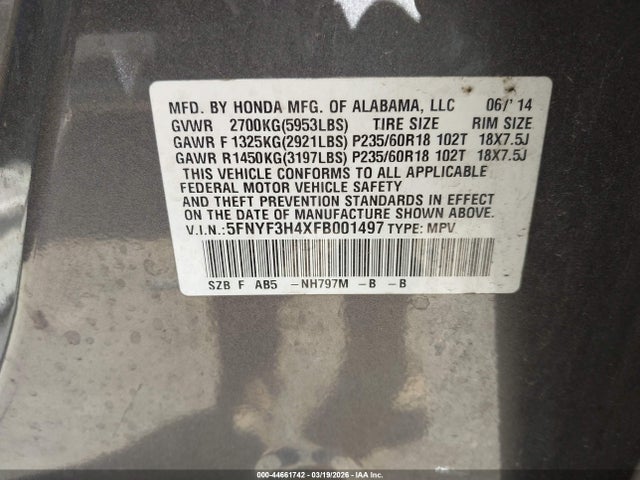 MFD. BY HONDA MFG. OF ALABAMA, LLC 06/'14
GVWR 2700KG(5953LBS) TIRE SIZE RIM SIZE
GAWR F 1325KG(2921LBS) P235/60R18 102T 18X7.5J
GAWR R1450KG(3197LBS) P235/60R18 102T 18X7.5J
THIS VEHICLE CONFORMS TO ALL APPLICABLE
FEDERAL MOTOR VEHICLE SAFETY
AND THEFT PREVENTION STANDARDS IN EFFECT
ON THE DATE OF MANUFACTURE SHOWN ABOVE.
V.I.N.: 5FNYF3H4XFB001497 TYPE: MPV
SZB F AB5 -NH797M -B -B
000-44661742 - 03/19/2026 - IAA Inc.